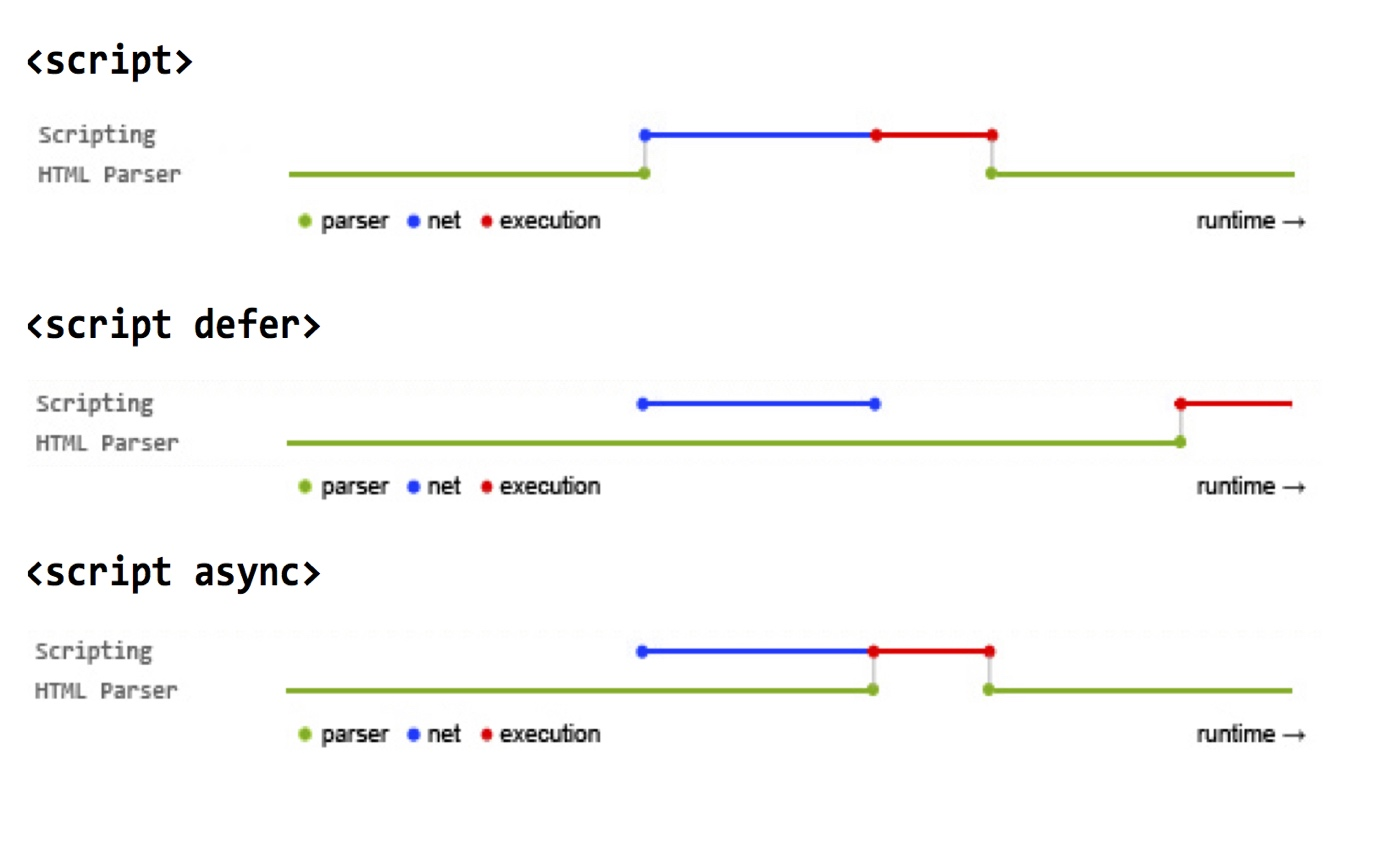 <script>
Scripting
HTML Parser
parser net execution runtime →
<script defer>
Scripting
HTML Parser
parser net execution runtime →
<script async>
Scripting
HTML Parser
parser net execution runtime →